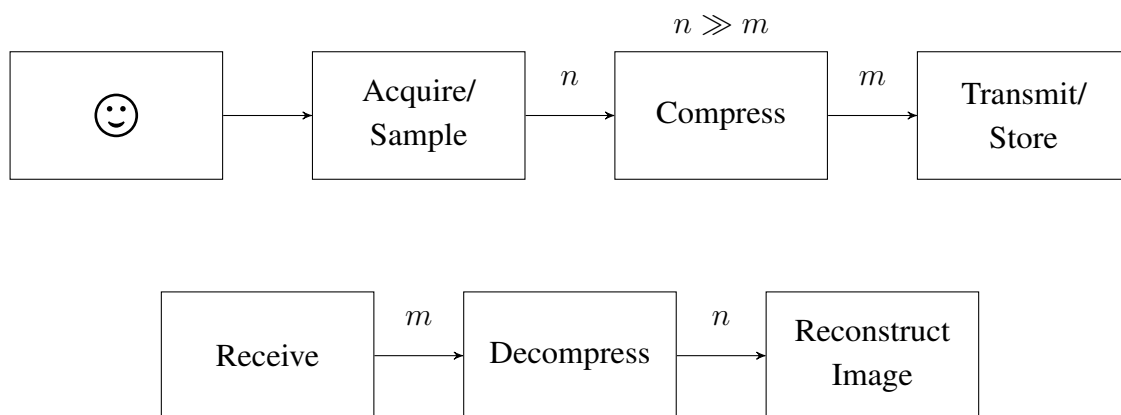 n ≫ m
Acquire/
Sample
n
Compress
m
Transmit/
Store
Receive
m
Decompress
n
Reconstruct
Image